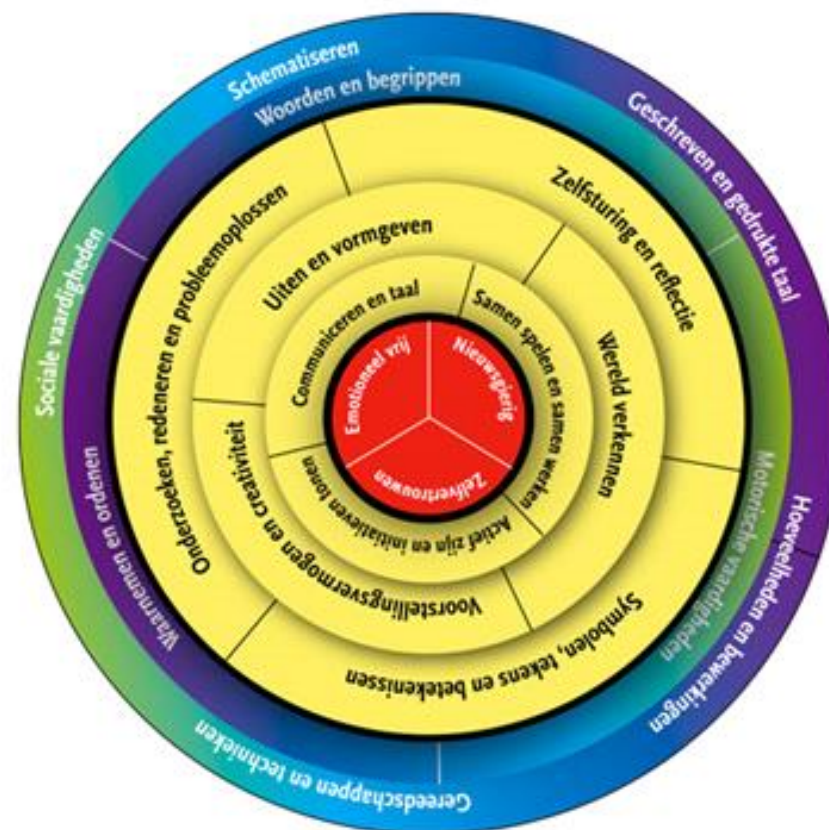 Schematiseren
Geschreven en gedrukte taal
Hoeveelheden en bewerkingen
Gereedschappen en technieken
Sociale vaardigheden
Woorden en begrippen
Motorische vaardigheden
Waarnemen en ordenen
Zelfsturing en reflectie
Symbolen, tekens en betekenissen
Onderzoeken, redeneren en probleemoplossen
Uiten en vormgeven
Wereld verkennen
Voorstellingsvermogen en creativiteit
Communiceren en taal
Samen spelen en samen werken
Actief zijn en initiatieven tonen
Emotioneel vrij
Nieuwsgierig
Zelfvertrouwen